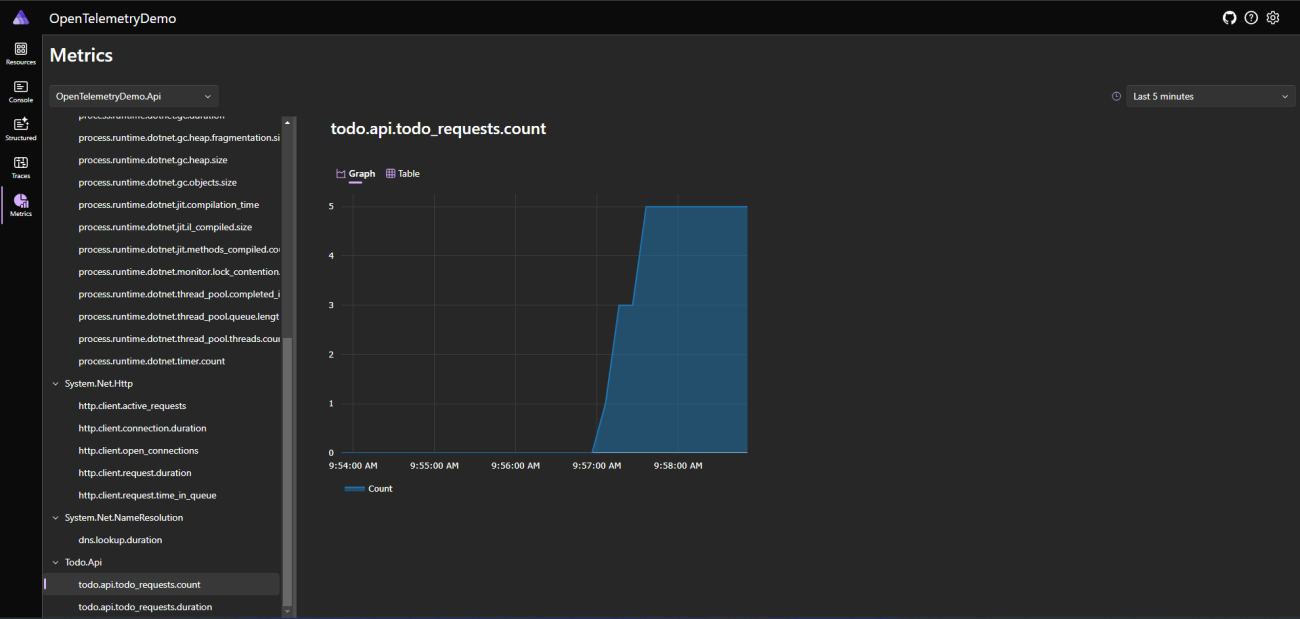 OpenTelemetryDemo
Resources
Console
Structured
Traces
Metrics
Metrics
OpenTelemetryDemo.Api
Last 5 minutes
process.runtime.dotnet.gc.duration
process.runtime.dotnet.gc.heap.fragmentation.si
process.runtime.dotnet.gc.heap.size
process.runtime.dotnet.gc.objects.size
process.runtime.dotnet.jit.compilation_time
process.runtime.dotnet.jit.il_compiled.size
process.runtime.dotnet.jit.methods_compiled.cou
process.runtime.dotnet.monitor.lock_contention.
process.runtime.dotnet.thread_pool.completed_i
process.runtime.dotnet.thread_pool.queue.lengt
process.runtime.dotnet.thread_pool.threads.coun
process.runtime.dotnet.timer.count
System.Net.Http
http.client.active_requests
http.client.connection.duration
http.client.open_connections
http.client.request.duration
http.client.request.time_in_queue
System.Net.NameResolution
dns.lookup.duration
Todo.Api
todo.api.todo_requests.count
todo.api.todo_requests.duration
todo.api.todo_requests.count
Graph Table
5
4
3
2
1
0
9:54:00 AM 9:55:00 AM 9:56:00 AM 9:57:00 AM 9:58:00 AM
Count